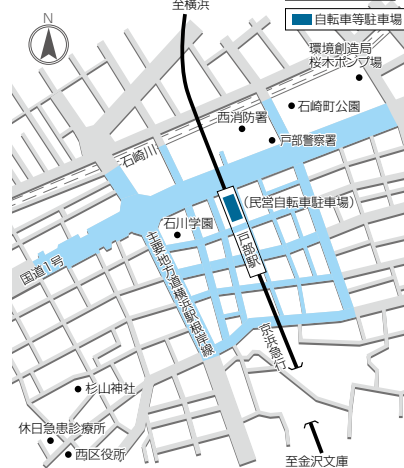 至横浜
N
自転車等駐車場
環境創造局
桜木ポンプ場
石崎町公園
西消防署
戸部警察署
石崎川
(民営自転車駐車場)
石川学園
戸部駅
国道1号
主要地方道横浜駅根岸線
京浜急行
杉山神社
休日急患診療所
西区役所
至金沢文庫